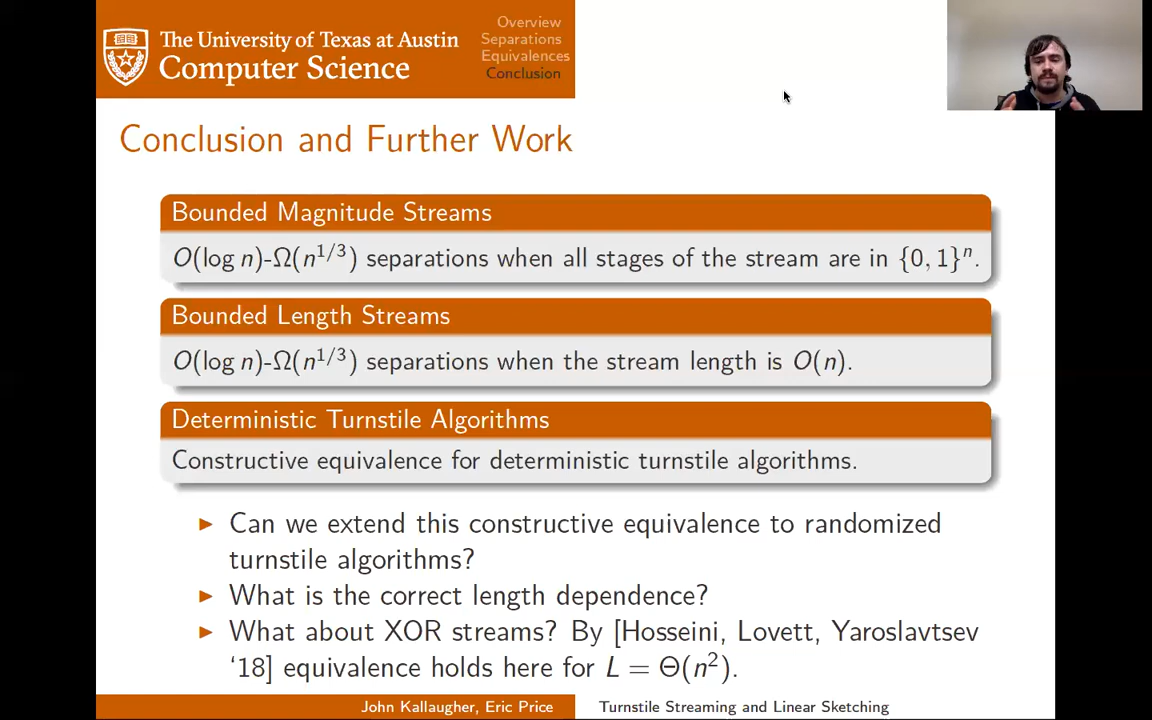 The University of Texas at Austin
Computer Science
Overview
Separations
Equivalences
Conclusion
Conclusion and Further Work
Bounded Magnitude Streams
O(log n)-Ω(n^{1/3}) separations when all stages of the stream are in {0, 1}^n.
Bounded Length Streams
O(log n)-Ω(n^{1/3}) separations when the stream length is O(n).
Deterministic Turnstile Algorithms
Constructive equivalence for deterministic turnstile algorithms.
Can we extend this constructive equivalence to randomized
turnstile algorithms?
What is the correct length dependence?
What about XOR streams? By [Hosseini, Lovett, Yaroslavtsev
‘18] equivalence holds here for L = Θ(n²).
John Kallaugher, Eric Price
Turnstile Streaming and Linear Sketching